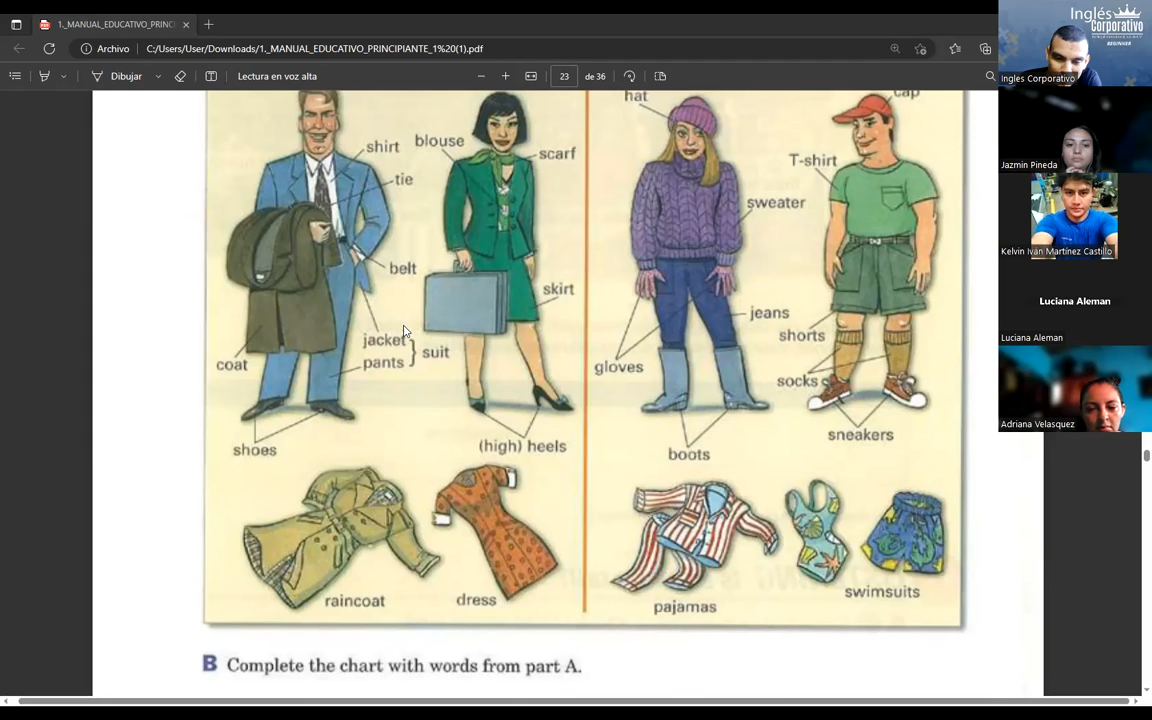 1._MANUAL_EDUCATIVO_PRINC
Archivo C:/Users/User/Downloads/1._MANUAL_EDUCATIVO_PRINCIPIANTE_1%20(1).pdf
Dibujar
Lectura en voz alta
23 de 36
hat
cap
shirt
blouse
scarf
T-shirt
tie
sweater
belt
skirt
jeans
shorts
jacket
pants
suit
coat
gloves
socks
shoes
(high) heels
boots
sneakers
raincoat
dress
pajamas
swimsuits
B Complete the chart with words from part A.
Inglés
Corporativo
BEGINNER
Ingles Corporativo
Jazmín Pineda
Kelvin Ivan Martínez Castillo
Luciana Aleman
Luciana Aleman
Adriana Velasquez